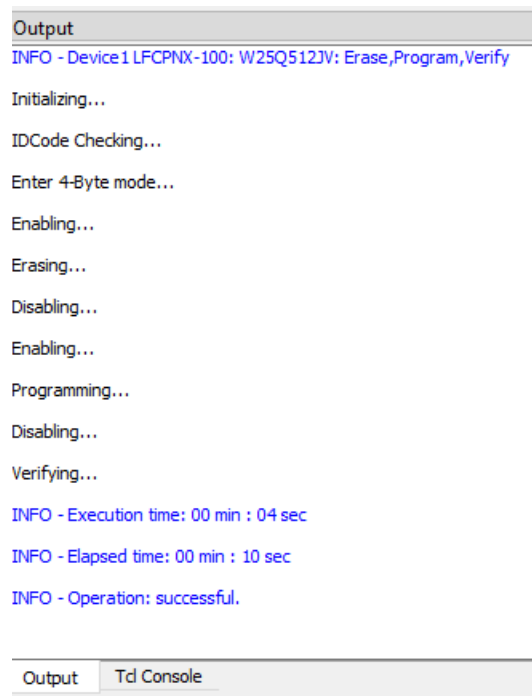 Output
INFO - Device1 LFCPNX-100: W25Q512JV: Erase,Program,Verify
Initializing...
IDCode Checking...
Enter 4-Byte mode...
Enabling...
Erasing...
Disabling...
Enabling...
Programming...
Disabling...
Verifying...
INFO - Execution time: 00 min : 04 sec
INFO - Elapsed time: 00 min : 10 sec
INFO - Operation: successful.
Output Tcl Console